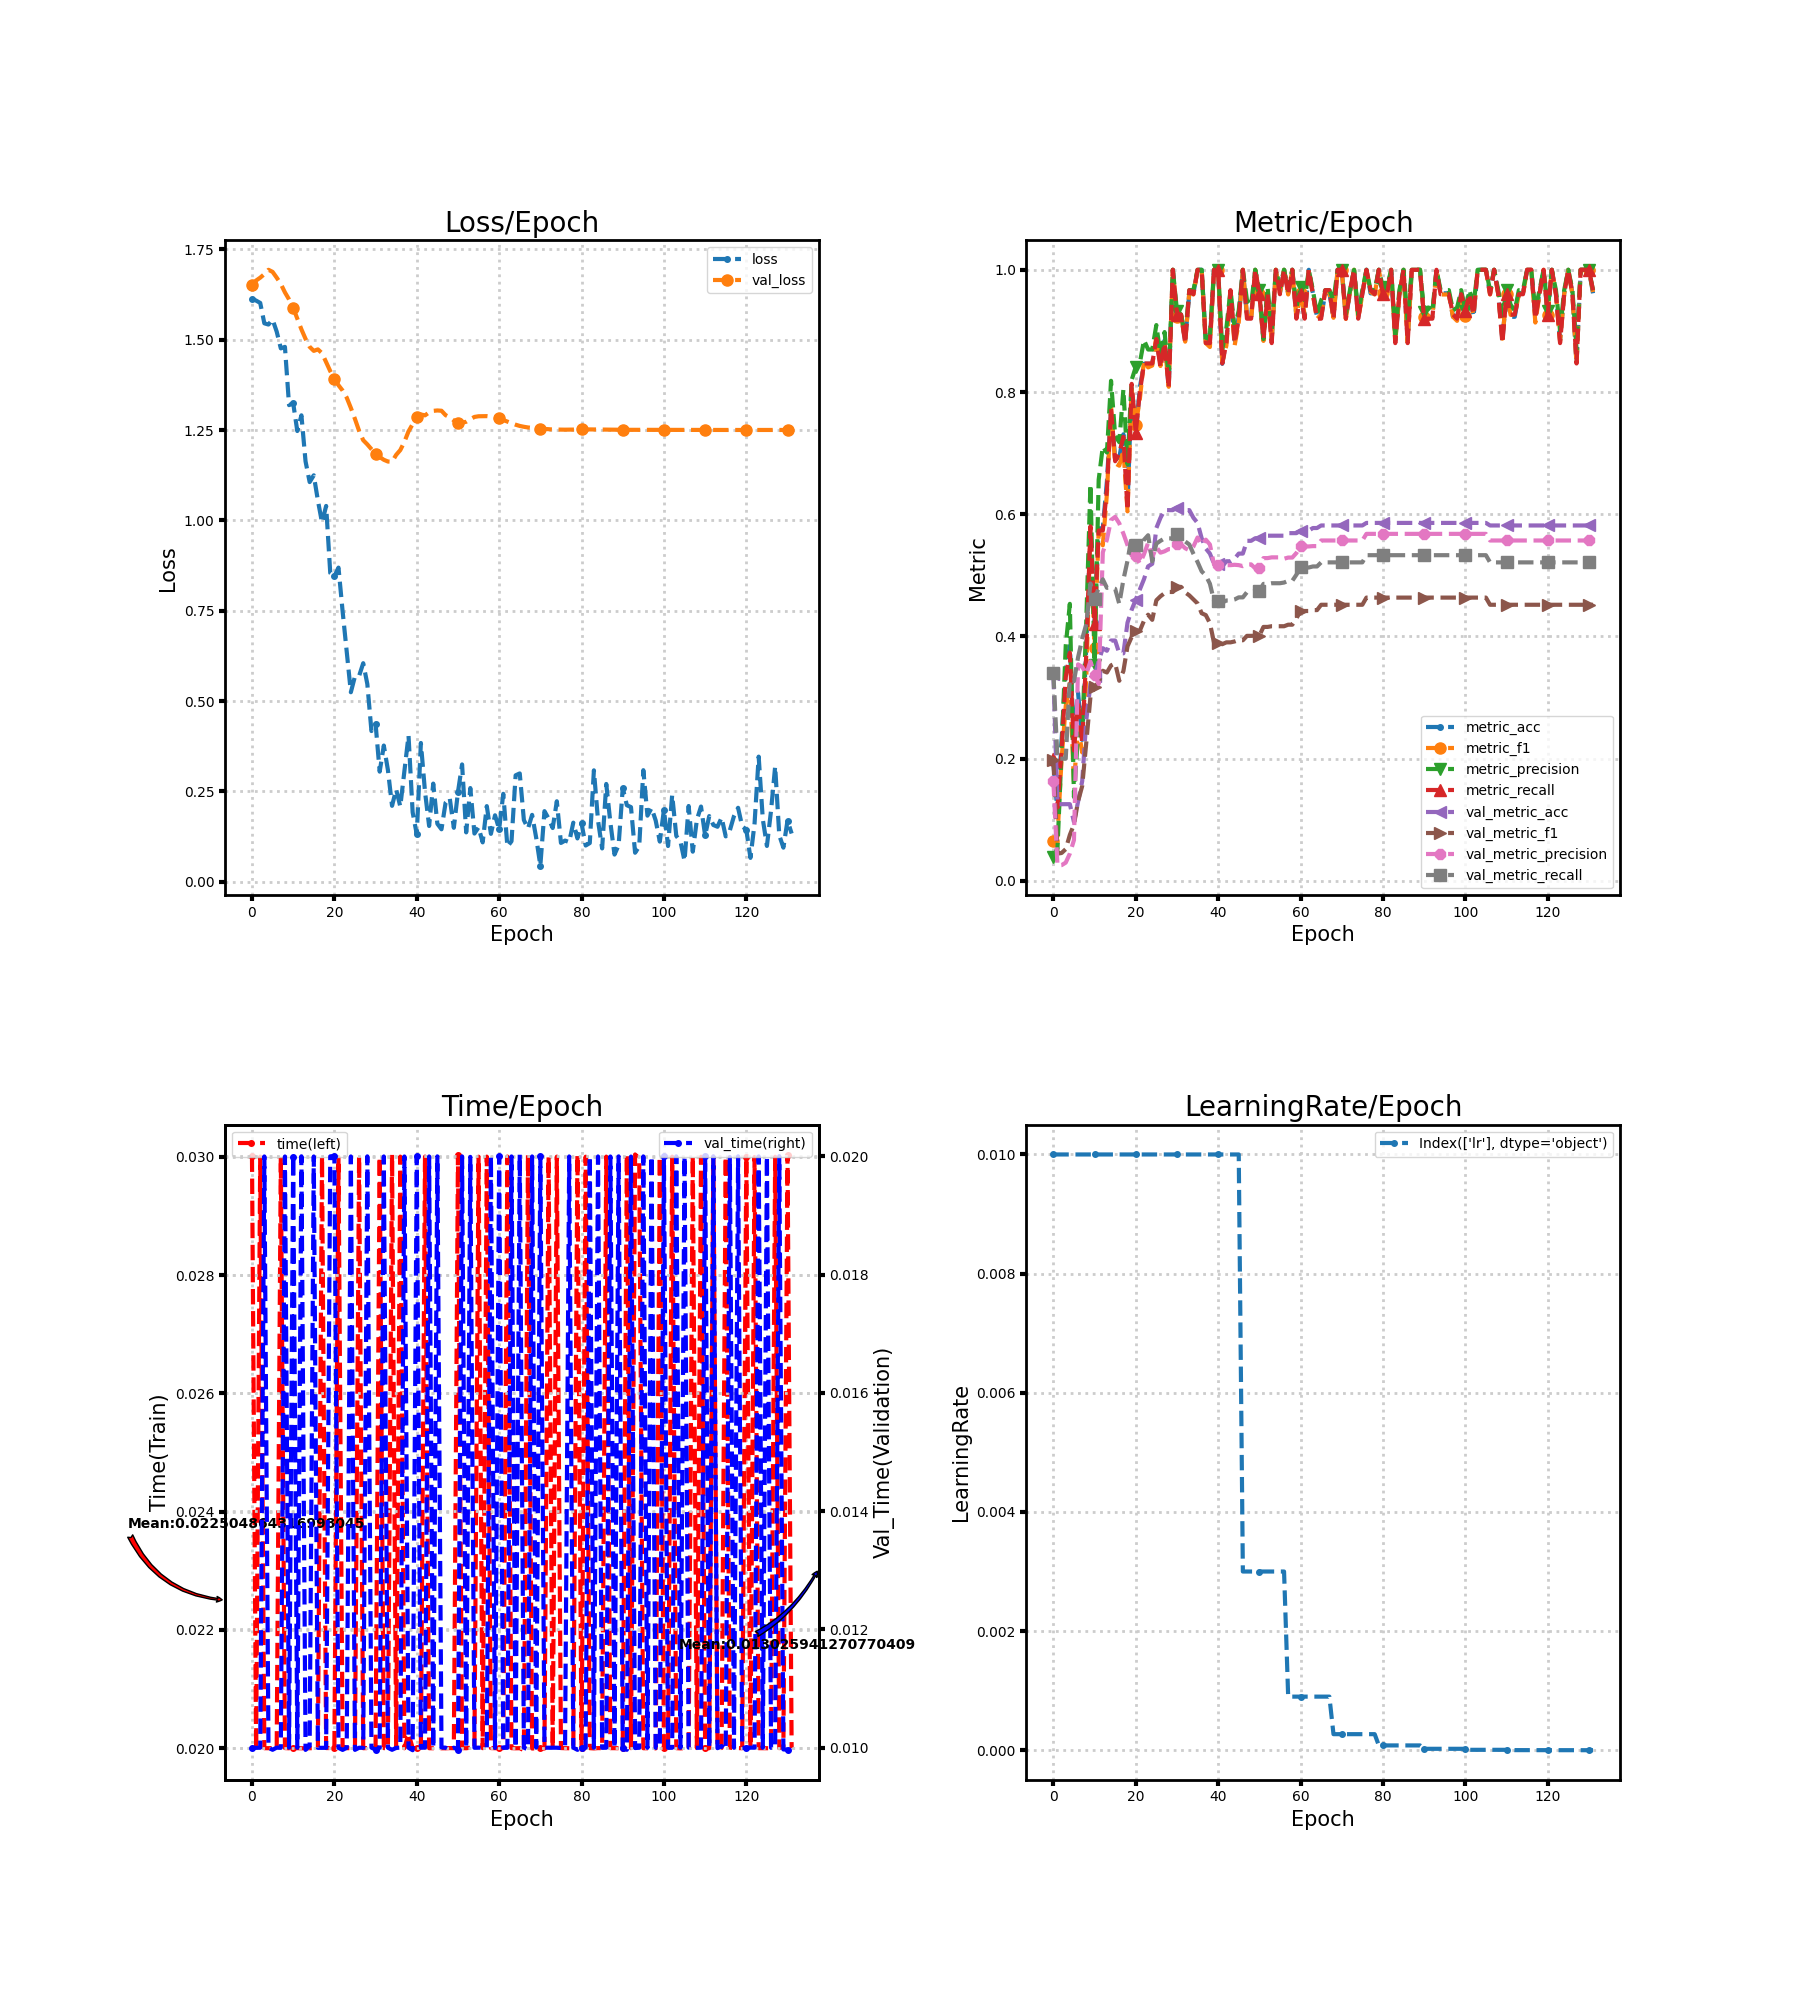 Loss/Epoch
1.75
1.50
1.25
1.00
0.75
0.50
0.25
0.00
Loss
loss
val_loss
0 20 40 60 80 100 120
Epoch
Metric/Epoch
1.0
0.8
0.6
0.4
0.2
0.0
Metric
metric_acc
metric_f1
metric_precision
metric_recall
val_metric_acc
val_metric_f1
val_metric_precision
val_metric_recall
0 20 40 60 80 100 120
Epoch
Time/Epoch
time(left)
val_time(right)
0.030
0.028
0.026
0.024
0.022
0.020
Time(Train)
0.020
0.018
0.016
0.014
0.012
0.010
Val_Time(Validation)
Mean:0.013025941270770409
0 20 40 60 80 100 120
Epoch
LearningRate/Epoch
Index(['lr'], dtype='object')
0.010
0.008
0.006
0.004
0.002
0.000
LearningRate
0 20 40 60 80 100 120
Epoch